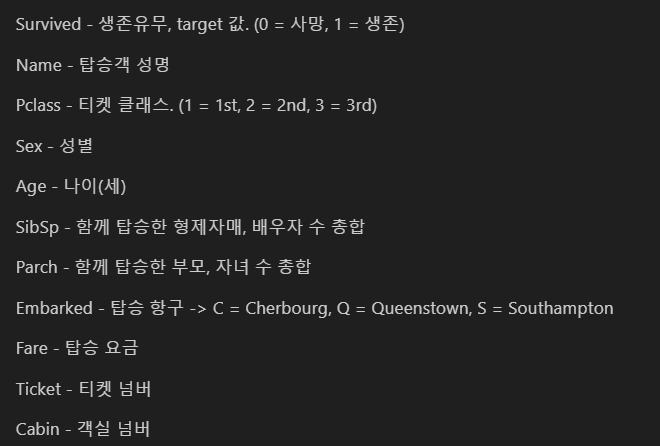 Survived - 생존유무, target 값. (0 = 사망, 1 = 생존)
Name - 탑승객 성명
Pclass - 티켓 클래스. (1 = 1st, 2 = 2nd, 3 = 3rd)
Sex - 성별
Age - 나이(세)
SibSp - 함께 탑승한 형제자매, 배우자 수 총합
Parch - 함께 탑승한 부모, 자녀 수 총합
Embarked - 탑승 항구 -> C = Cherbourg, Q = Queenstown, S = Southampton
Fare - 탑승 요금
Ticket - 티켓 넘버
Cabin - 객실 넘버